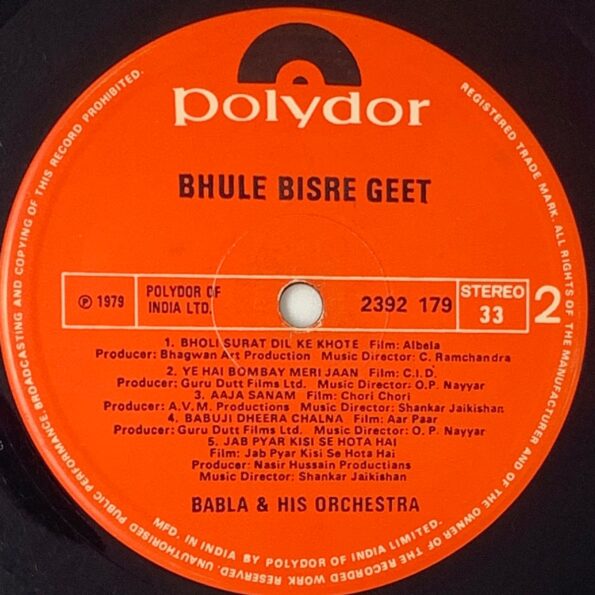 polydor
BHULE BISRE GEET
℗ 1979
POLYDOR OF
INDIA LTD.
2392 179
STEREO
33
2
1. BHOLI SURAT DIL KE KHOTE Film: Albela
Producer: Bhagwan Art Production Music Director: C. Ramchandra
2. YE HAI BOMBAY MERI JAAN Film: C.I.D.
Producer: Guru Dutt Films Ltd. Music Director: O.P. Nayyar
3. AAJA SANAM Film: Chori Chori
Producer: A.V.M. Productions Music Director: Shankar Jaikishan
4. BABUJI DHEERA CHALNA Film: Aar Paar
Producer: Guru Dutt Films Ltd. Music Director: O. P. Nayyar
5. JAB PYAR KISI SE HOTA HAI
Film: Jab Pyar Kisi Se Hota Hai
Producer: Nasir Hussain Productians
Music Director: Shankar Jaikishan
BABLA & HIS ORCHESTRA
REGISTERED TRADE MARK. ALL RIGHTS OF THE MANUFACTURER AND OF THE OWNER OF THE RECORDED WORK RESERVED. UNAUTHORISED PUBLIC PERFORMANCE BROADCASTING AND COPYING OF THIS RECORD PROHIBITED.
MFD. IN INDIA BY POLYDOR OF INDIA LIMITED.